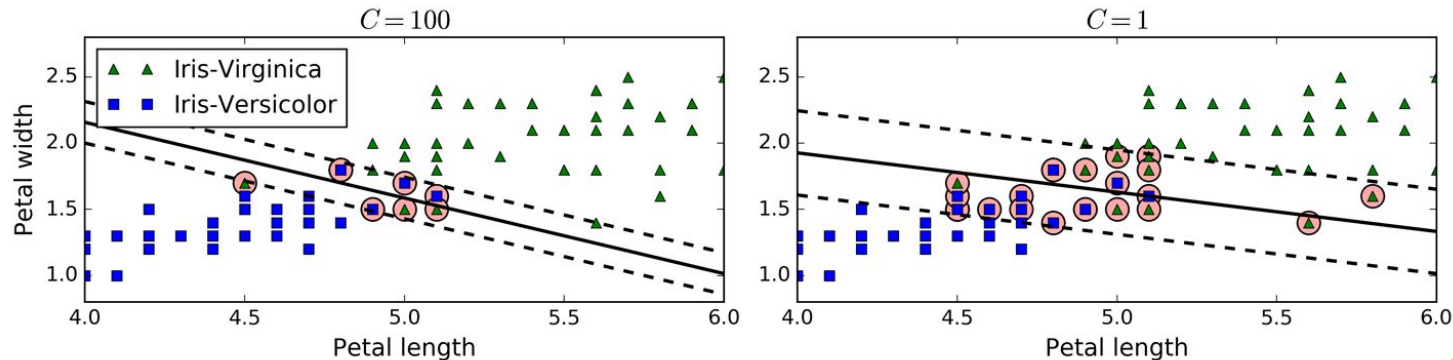 C = 100
C = 1
Iris-Virginica
Iris-Versicolor
Petal width
2.5
2.0
1.5
1.0
4.0 4.5 5.0 5.5 6.0
Petal length
2.5
2.0
1.5
1.0
4.0 4.5 5.0 5.5 6.0
Petal length